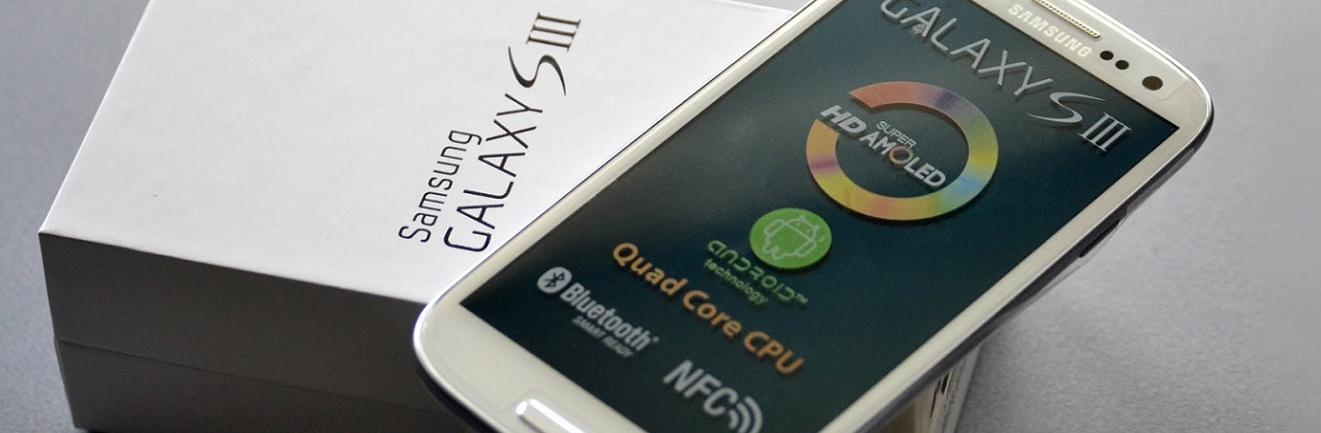 Samsung
GALAXY S III
SAMSUNG
GALAXY S III
SUPER
HD AMOLED
ANDROID™
technology
Quad Core CPU
Bluetooth®
SMART READY
NFC